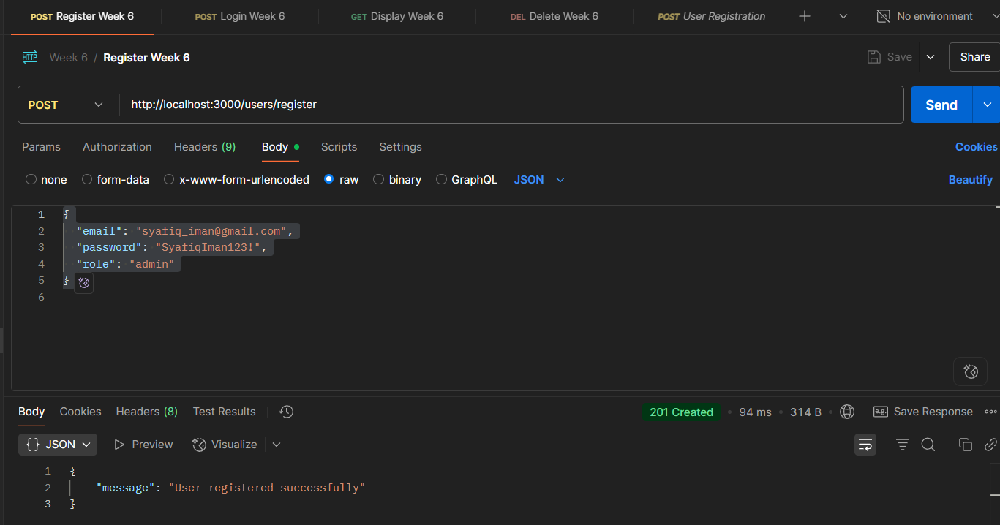 POST Register Week 6 POST Login Week 6 GET Display Week 6 DEL Delete Week 6 POST User Registration No environment
HTTP Week 6 / Register Week 6 Save Share
POST http://localhost:3000/users/register Send
Params Authorization Headers (9) Body Scripts Settings Cookies
none form-data x-www-form-urlencoded raw binary GraphQL JSON Beautify
1 {
2 "email": "syafiq_iman@gmail.com",
3 "password": "SyafiqIman123!",
4 "role": "admin"
5 }
6
Body Cookies Headers (8) Test Results 201 Created • 94 ms • 314 B • e.g. Save Response
{} JSON Preview Visualize
1 {
2 "message": "User registered successfully"
3 }